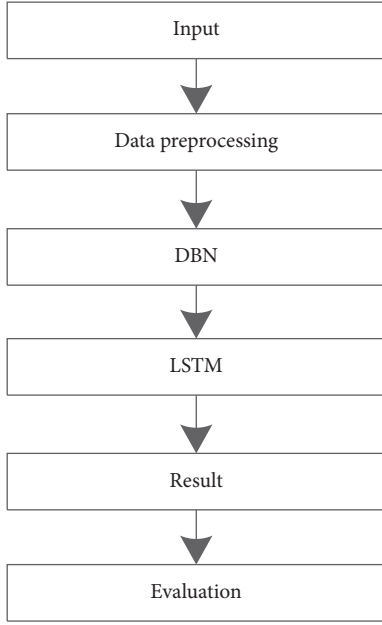 Input
Data preprocessing
DBN
LSTM
Result
Evaluation